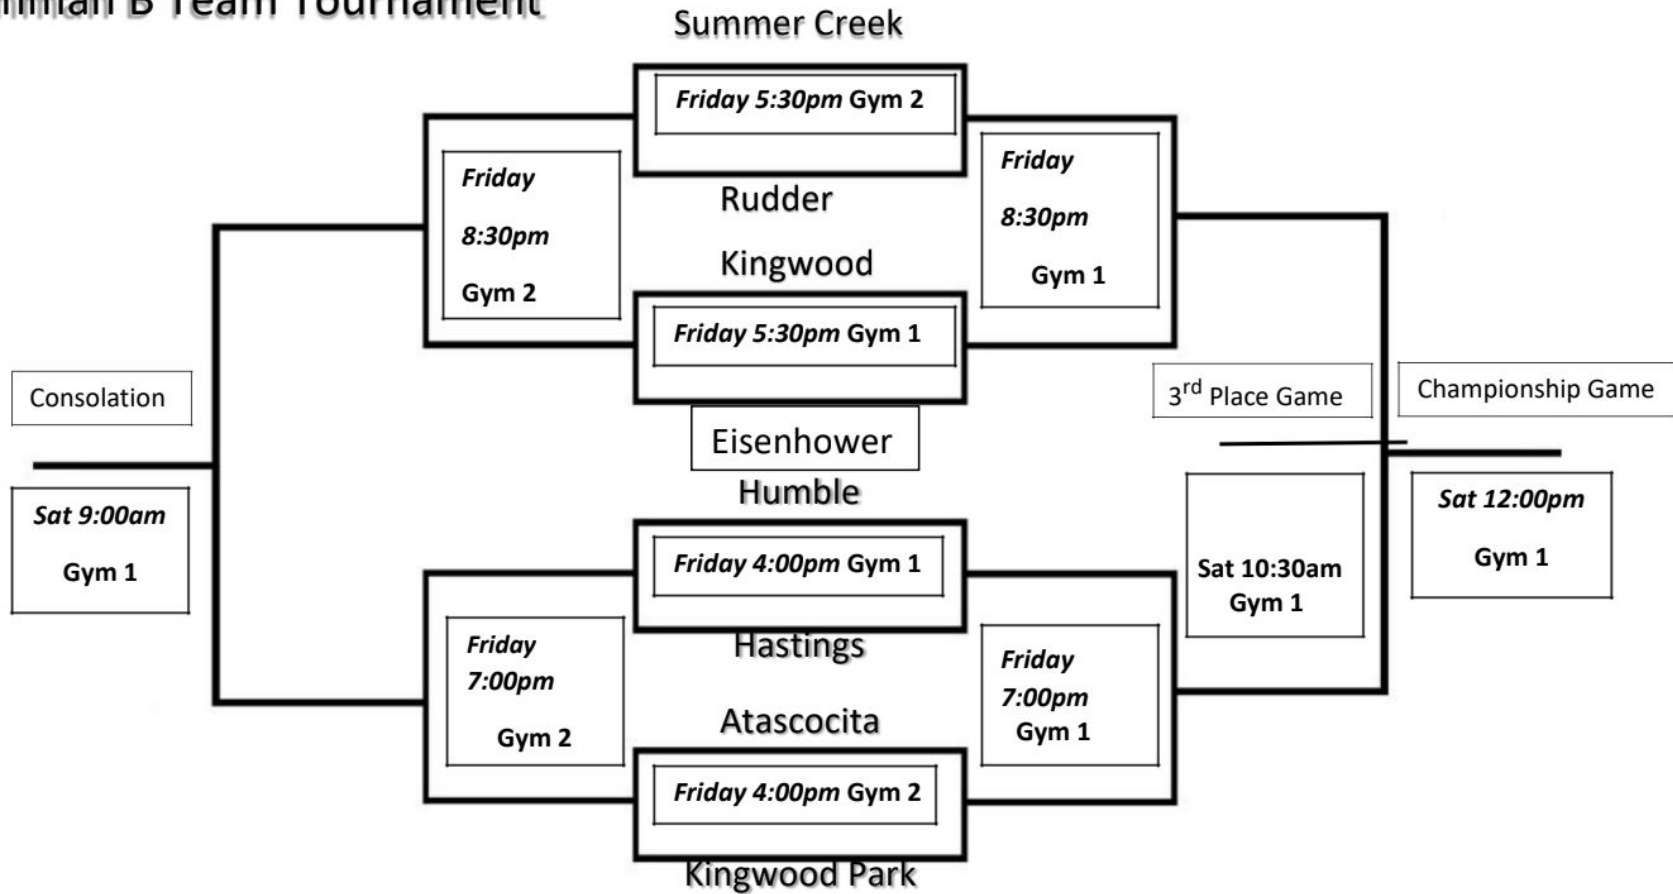 B Team Tournament
Summer Creek
Friday 5:30pm Gym 2
Rudder
Friday
8:30pm
Gym 2
Friday
8:30pm
Gym 1
Kingwood
Friday 5:30pm Gym 1
Eisenhower
Consolation
Sat 9:00am
Gym 1
3rd Place Game
Championship Game
Sat 10:30am
Gym 1
Sat 12:00pm
Gym 1
Humble
Friday 4:00pm Gym 1
Hastings
Friday
7:00pm
Gym 2
Friday
7:00pm
Gym 1
Atascocita
Friday 4:00pm Gym 2
Kingwood Park